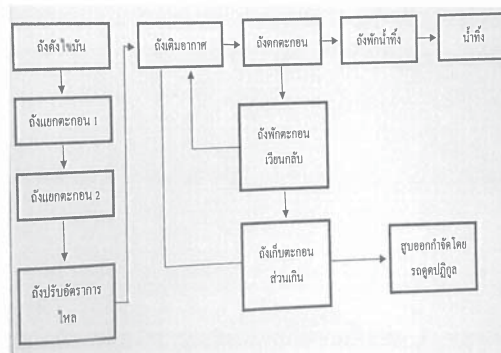 ถังดักไขมัน
ถังแยกตะกอน 1
ถังแยกตะกอน 2
ถังปรับอัตราการ
ไหล
ถังเติมอากาศ
ถังตกตะกอน
ถังพักน้ำทิ้ง
น้ำทิ้ง
ถังพักตะกอน
เวียนกลับ
ถังเก็บตะกอน
ส่วนเกิน
สูบออกกำจัดโดย
รถดูดปฏิกูล